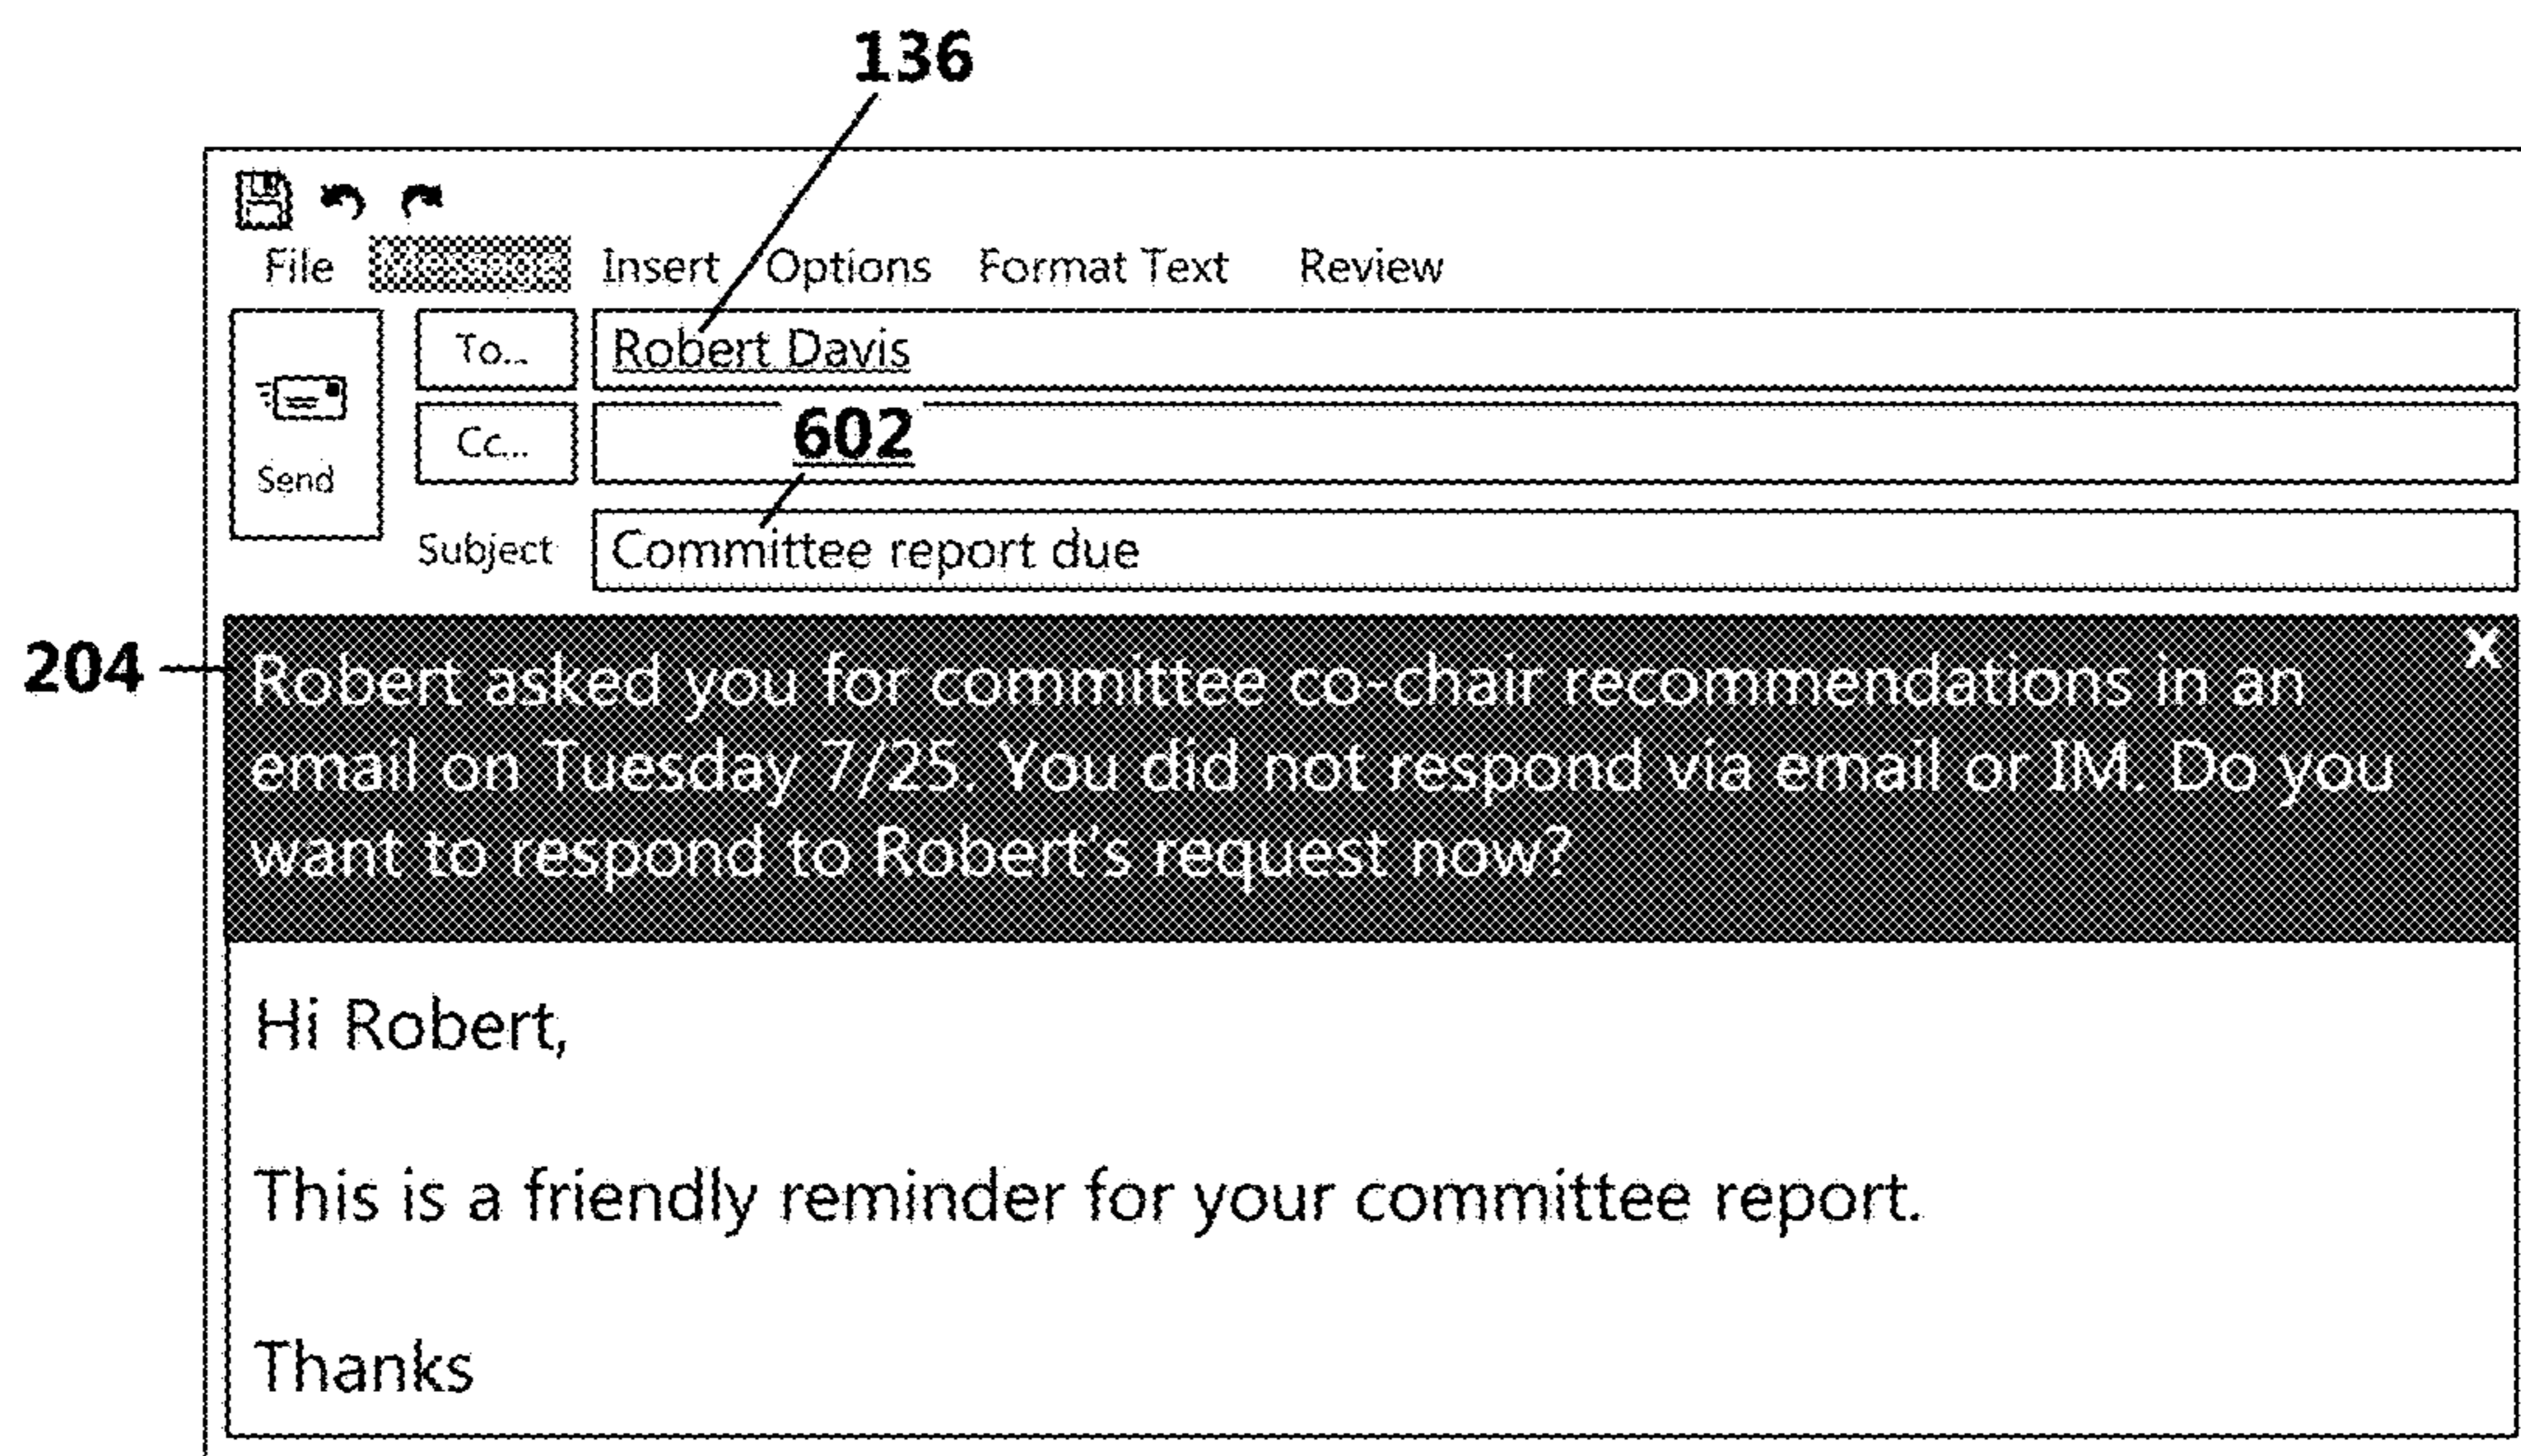 136
File Insert Options Format Text Review
To... Robert Davis
602
Cc...
Send
Subject Committee report due
204
X
Robert asked you for committee co-chair recommendations in an
email on Tuesday 7/25. You did not respond via email or IM. Do you
want to respond to Robert's request now?
Hi Robert,
This is a friendly reminder for your committee report.
Thanks